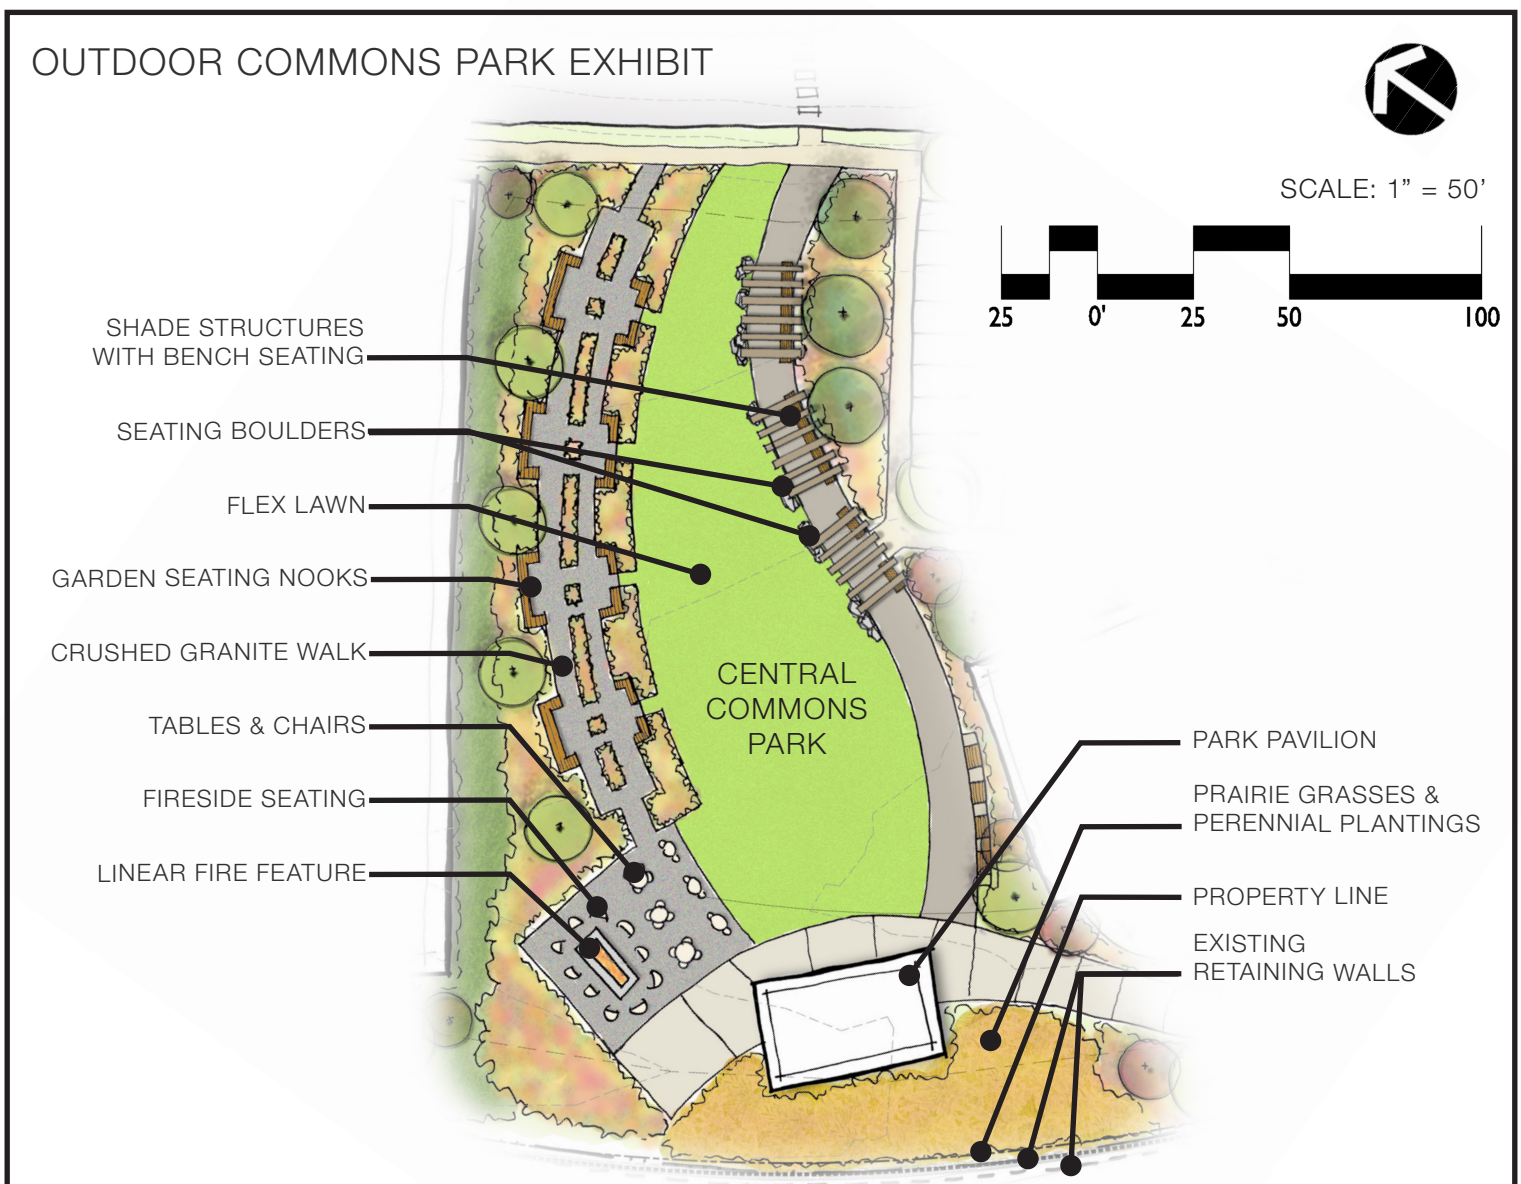 OUTDOOR COMMONS PARK EXHIBIT
SCALE: 1” = 50’
25 0' 25 50 100
SHADE STRUCTURES
WITH BENCH SEATING
SEATING BOULDERS
FLEX LAWN
GARDEN SEATING NOOKS
CRUSHED GRANITE WALK
TABLES & CHAIRS
FIRESIDE SEATING
LINEAR FIRE FEATURE
CENTRAL
COMMONS
PARK
PARK PAVILION
PRAIRIE GRASSES &
PERENNIAL PLANTINGS
PROPERTY LINE
EXISTING
RETAINING WALLS